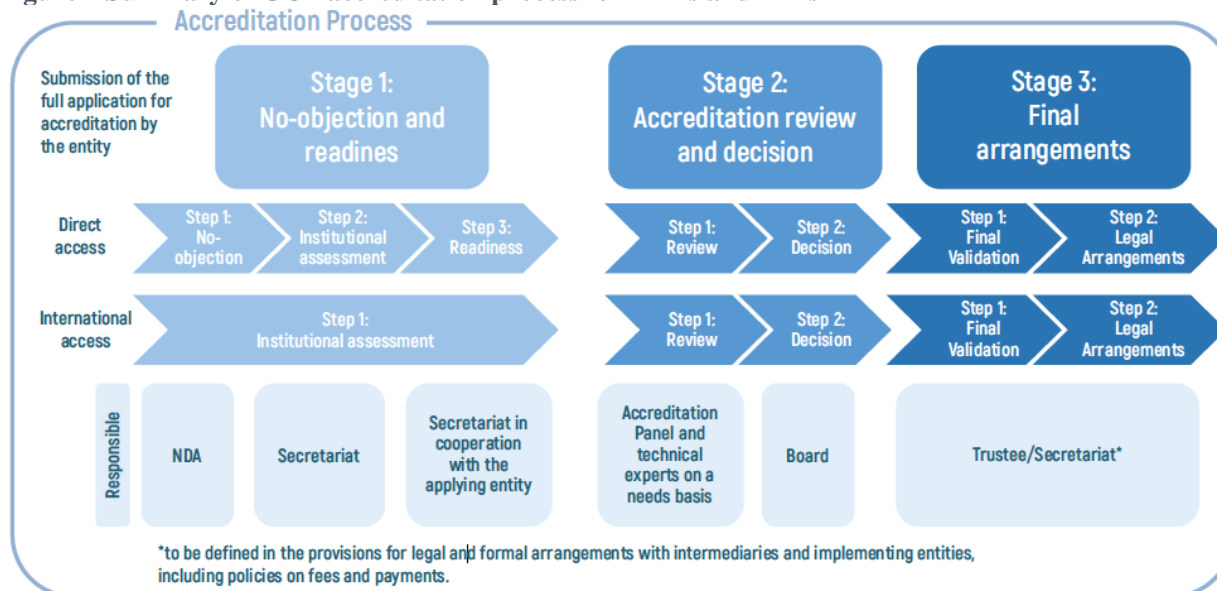 Accreditation Process
Submission of the
full application for
accreditation by
the entity
Stage 1:
No-objection and
readines
Stage 2:
Accreditation review
and decision
Stage 3:
Final
arrangements
Direct
access
Step 1:
No-
objection
Step 2:
Institutional
assessment
Step 3:
Readiness
Step 1:
Review
Step 2:
Decision
Step 1:
Final
Validation
Step 2:
Legal
Arrangements
International
access
Step 1:
Institutional assessment
Step 1:
Review
Step 2:
Decision
Step 1:
Final
Validation
Step 2:
Legal
Arrangements
Responsible
NDA
Secretariat
Secretariat in
cooperation
with the
applying entity
Accreditation
Panel and
technical
experts on a
needs basis
Board
Trustee/Secretariat*
*to be defined in the provisions for legal and formal arrangements with intermediaries and implementing entities,
including policies on fees and payments.